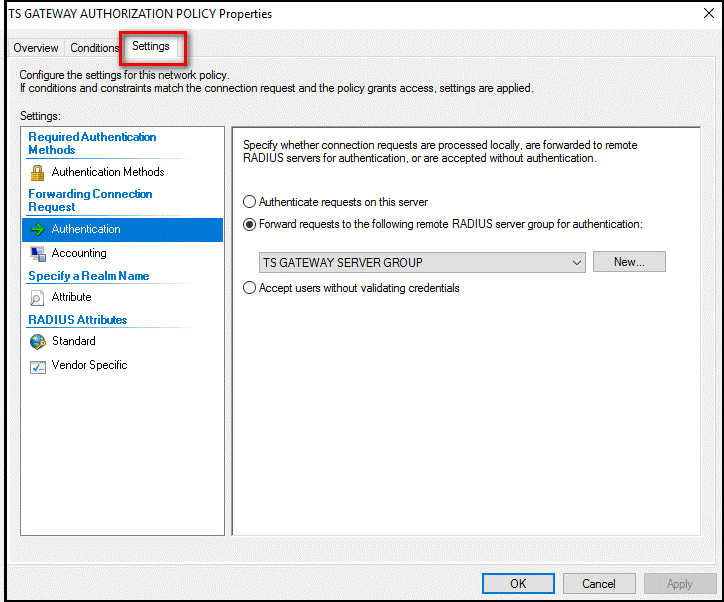 TS GATEWAY AUTHORIZATION POLICY Properties
Overview
Conditions
Settings
Configure the settings for this network policy.
If conditions and constraints match the connection request and the policy grants access, settings are applied.
Settings:
Required Authentication
Methods
Authentication Methods
Forwarding Connection
Request
Authentication
Accounting
Specify a Realm Name
Attribute
RADIUS Attributes
Standard
Vendor Specific
Specify whether connection requests are processed locally, are forwarded to remote
RADIUS servers for authentication, or are accepted without authentication.
Authenticate requests on this server
Forward requests to the following remote RADIUS server group for authentication:
TS GATEWAY SERVER GROUP
New...
Accept users without validating credentials
OK
Cancel
Apply